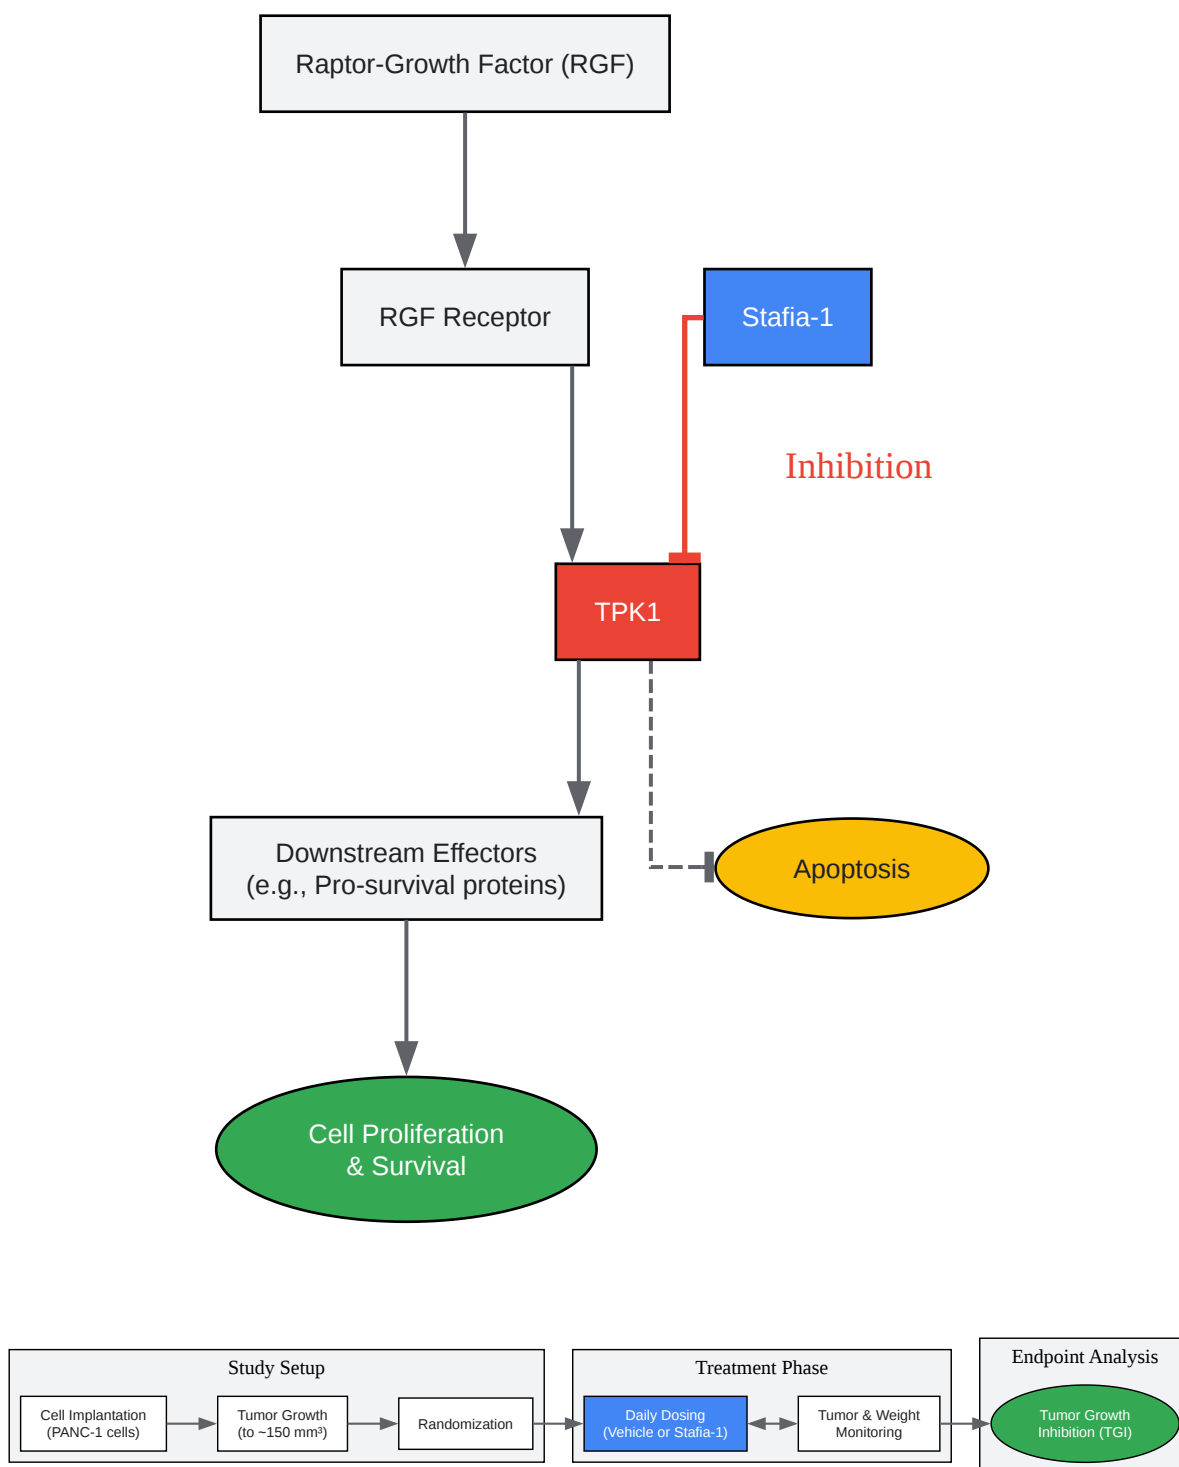 Raptor-Growth Factor (RGF)
RGF Receptor
Stafia-1
Inhibition
TPK1
Downstream Effectors
(e.g., Pro-survival proteins)
Apoptosis
Cell Proliferation
& Survival
Study Setup
Cell Implantation
(PANC-1 cells)
Tumor Growth
(to ~150 mm³)
Randomization
Treatment Phase
Daily Dosing
(Vehicle or Stafia-1)
Tumor & Weight
Monitoring
Endpoint Analysis
Tumor Growth
Inhibition (TGI)